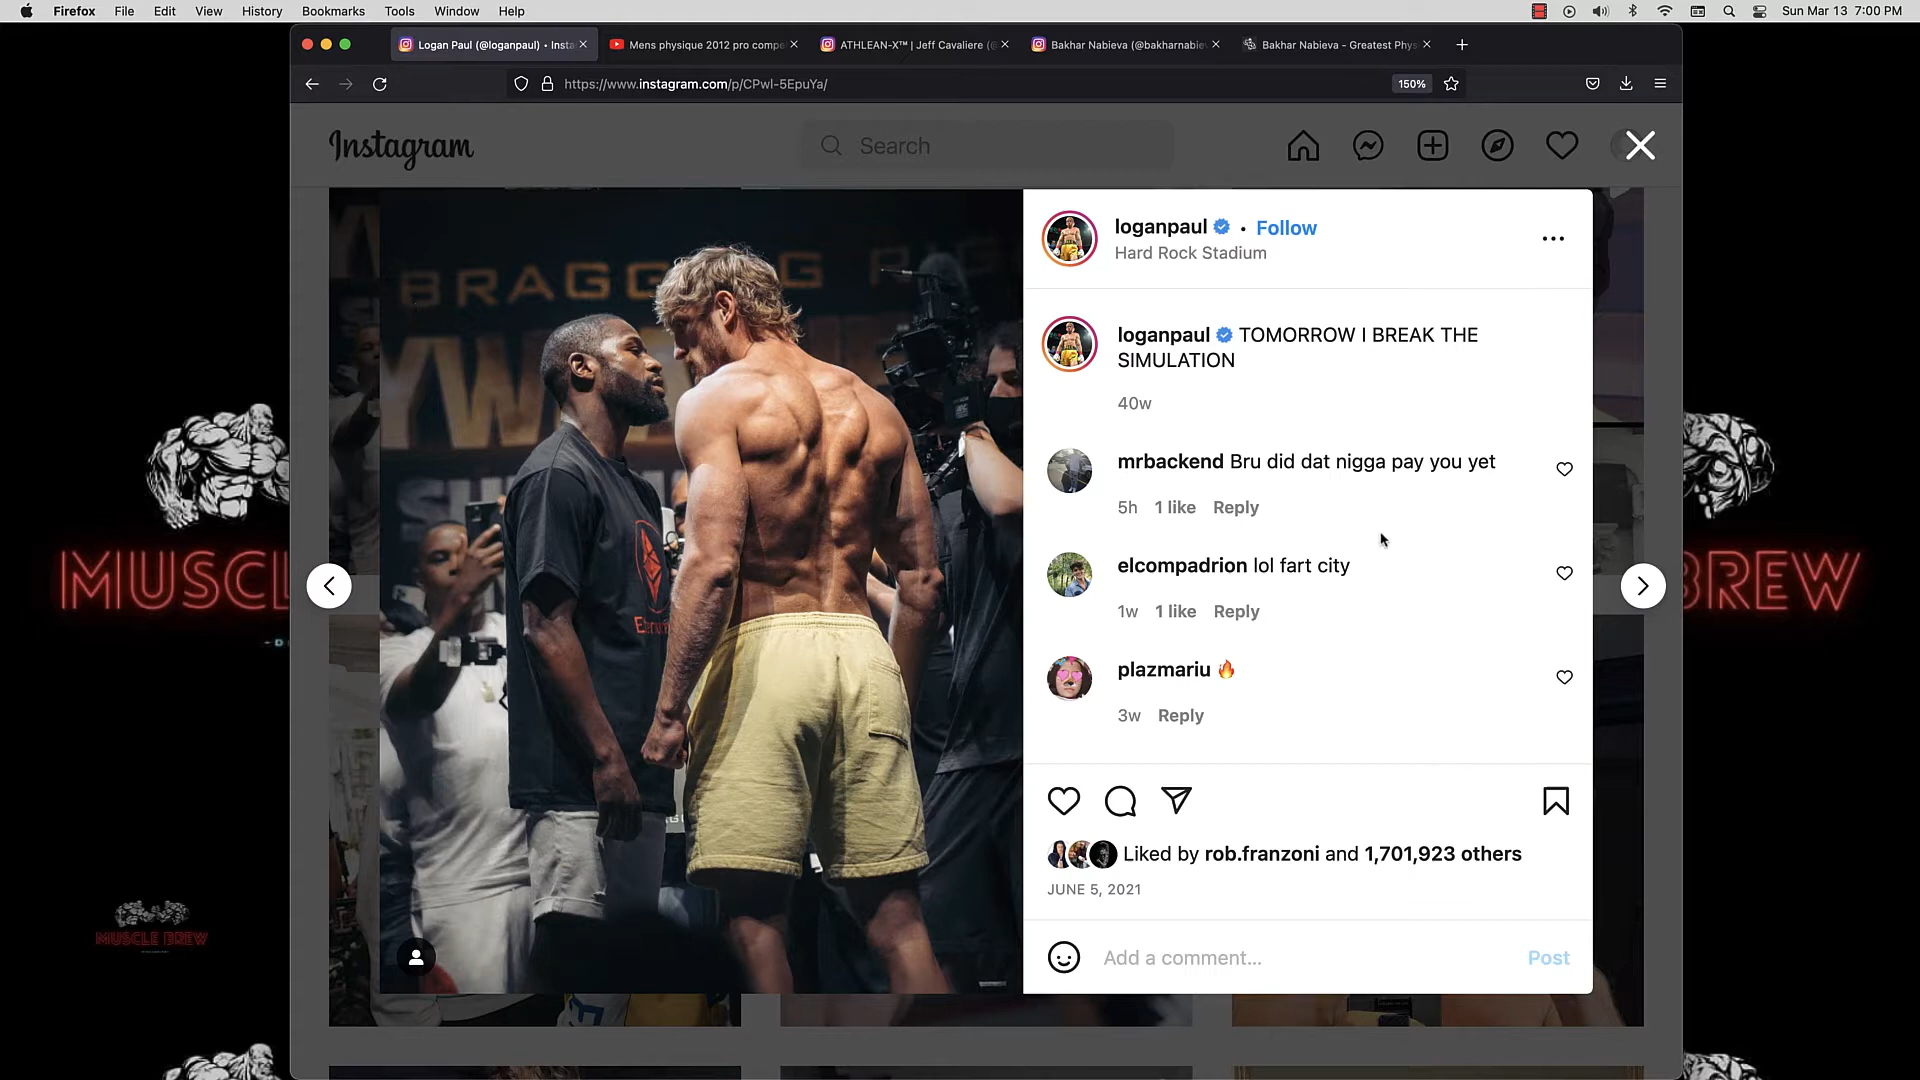 Firefox File Edit View History Bookmarks Tools Window Help Sun Mar 13 7:00 PM
Logan Paul (@loganpaul) • Insta Mens physique 2012 pro compe ATHLEAN-X™ | Jeff Cavaliere (@ Bakhar Nabieva (@bakharnabie Bakhar Nabieva - Greatest Phys
https://www.instagram.com/p/CPwl-5EpuYa/ 150%
Instagram Search
loganpaul • Follow
Hard Rock Stadium
BRAGG
loganpaul TOMORROW I BREAK THE
SIMULATION
40w
mrbackend Bru did dat nigga pay you yet
5h 1 like Reply
elcompadrion lol fart city
1w 1 like Reply
plazmariu 🔥
3w Reply
Liked by rob.franzoni and 1,701,923 others
JUNE 5, 2021
Add a comment... Post
MUSCL
BREW
MUSCLE BREW